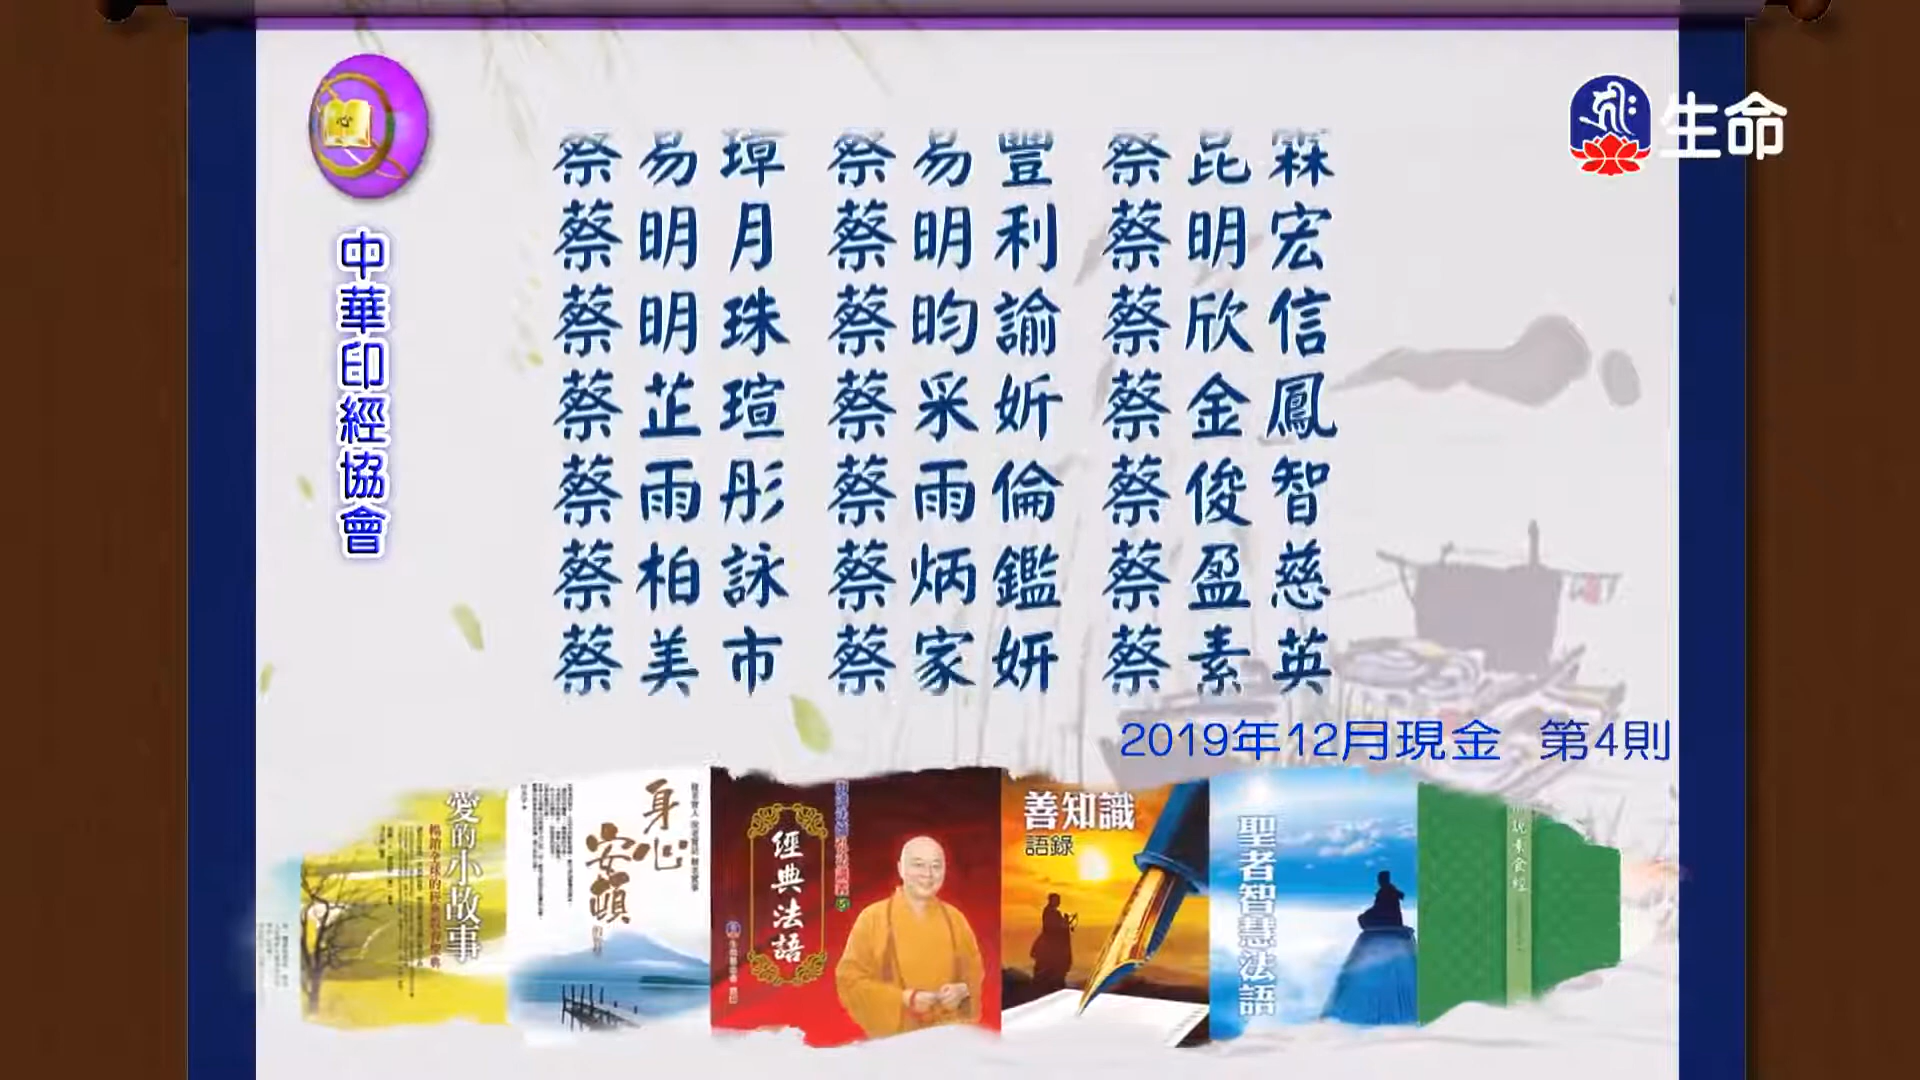 生命
中華印經協會
蔡易璋 蔡易豐 蔡昆霖
蔡明月 蔡明利 蔡明宏
蔡明珠 蔡昀諭 蔡欣信
蔡芷瑄 蔡采妡 蔡金鳳
蔡雨彤 蔡雨倫 蔡俊智
蔡柏詠 蔡炳鑑 蔡盈慈
蔡美市 蔡家妍 蔡素英
2019年12月現金 第4則
愛的小故事
身心安頓
經典法語
善知識
語錄
聖者智慧法語